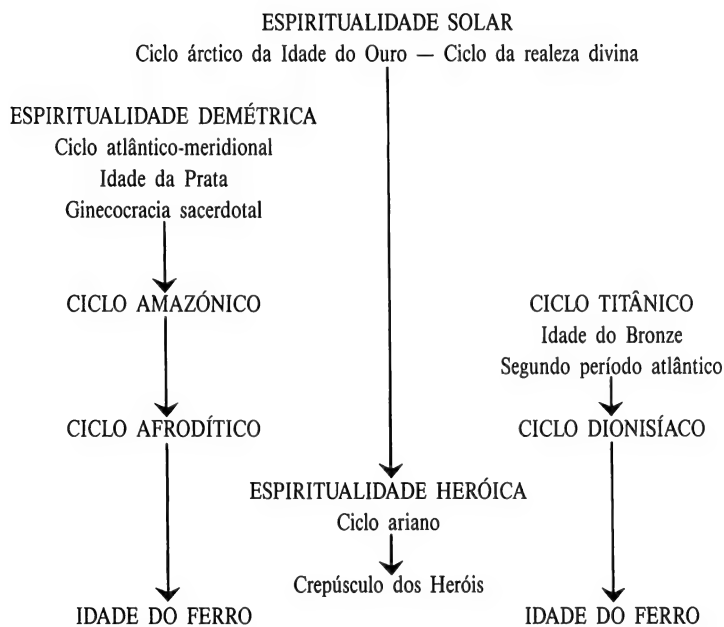 ESPIRITUALIDADE SOLAR
Ciclo árctico da Idade do Ouro — Ciclo da realeza divina
ESPIRITUALIDADE DEMÉTRICA
Ciclo atlântico-meridional
Idade da Prata
Ginecocracia sacerdotal
CICLO AMAZÓNICO
CICLO TITÂNICO
Idade do Bronze
Segundo período atlântico
CICLO AFRODÍTICO
CICLO DIONISÍACO
ESPIRITUALIDADE HERÓICA
Ciclo ariano
Crepúsculo dos Heróis
IDADE DO FERRO
IDADE DO FERRO